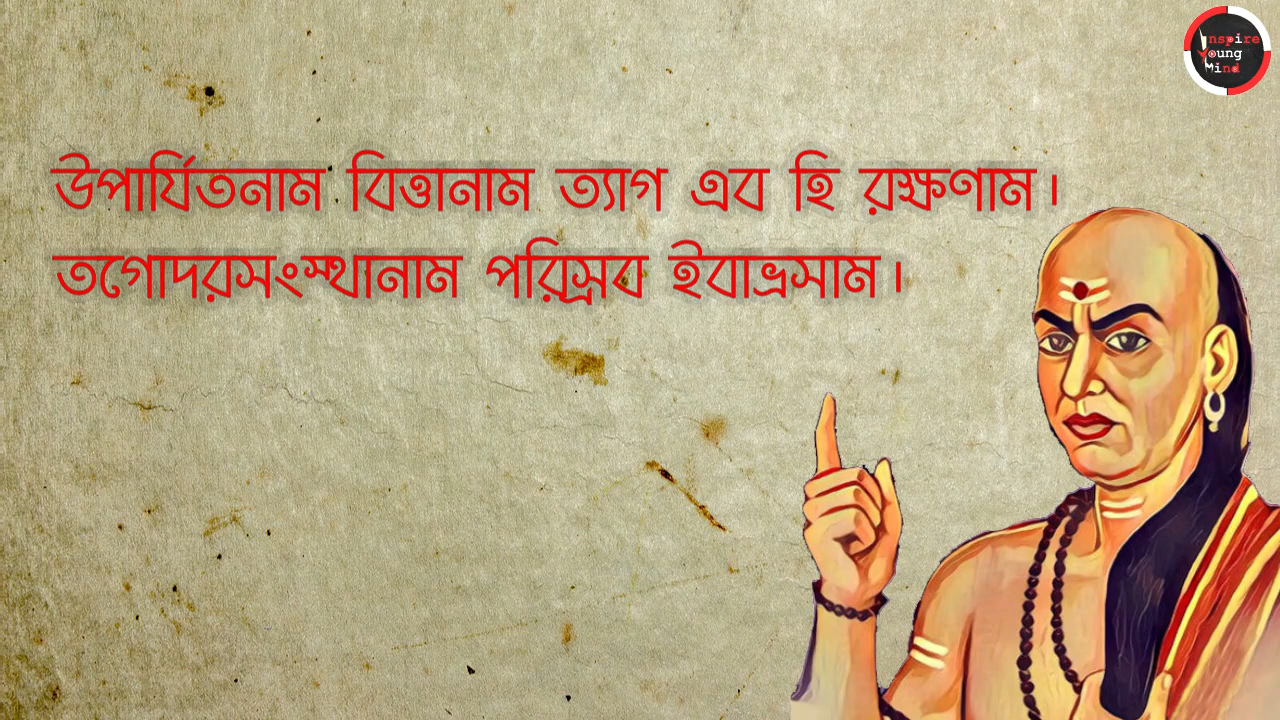 Inspire
Young
Mind
উপার্যিতনাম বিত্তানাম ত্যাগ এব হি রক্ষণাম।
তগোদরসংস্থানাম পরিস্রব ইবাভ্রসাম।